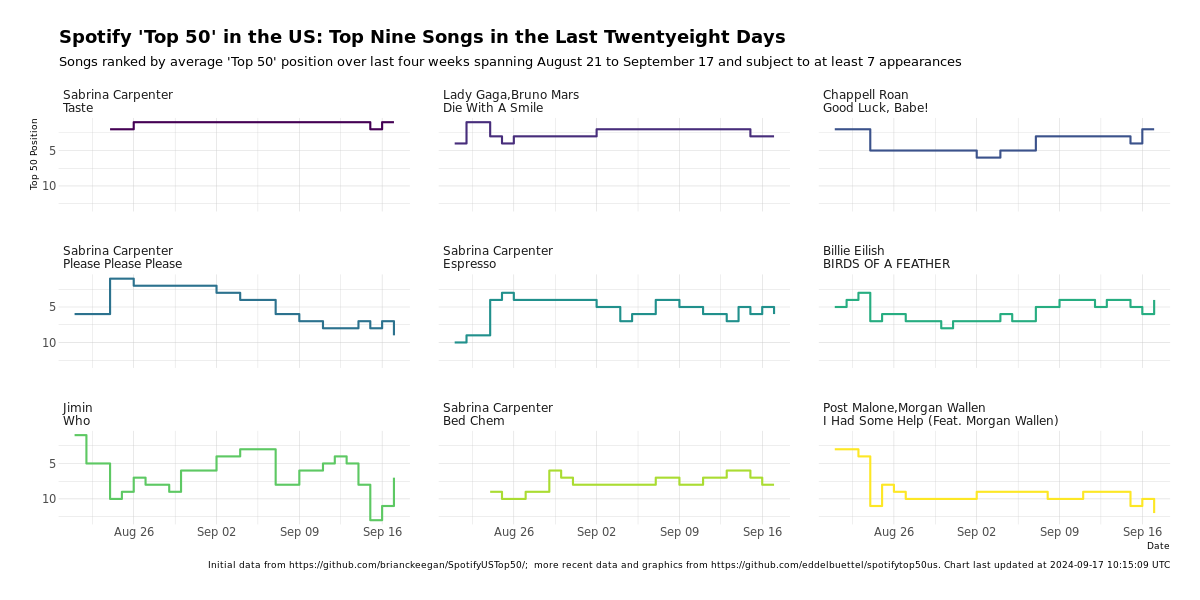 Spotify 'Top 50' in the US: Top Nine Songs in the Last Twentyeight Days
Songs ranked by average 'Top 50' position over last four weeks spanning August 21 to September 17 and subject to at least 7 appearances
Sabrina Carpenter
Taste
Lady Gaga,Bruno Mars
Die With A Smile
Chappell Roan
Good Luck, Babe!
Top 50 Position
5
10
Sabrina Carpenter
Please Please Please
Sabrina Carpenter
Espresso
Billie Eilish
BIRDS OF A FEATHER
5
10
Jimin
Who
Sabrina Carpenter
Bed Chem
Post Malone,Morgan Wallen
I Had Some Help (Feat. Morgan Wallen)
5
10
Aug 26 Sep 02 Sep 09 Sep 16
Aug 26 Sep 02 Sep 09 Sep 16
Aug 26 Sep 02 Sep 09 Sep 16
Date
Initial data from https://github.com/brianckeegan/SpotifyUSTop50/; more recent data and graphics from https://github.com/eddelbuettel/spotifytop50us. Chart last updated at 2024-09-17 10:15:09 UTC